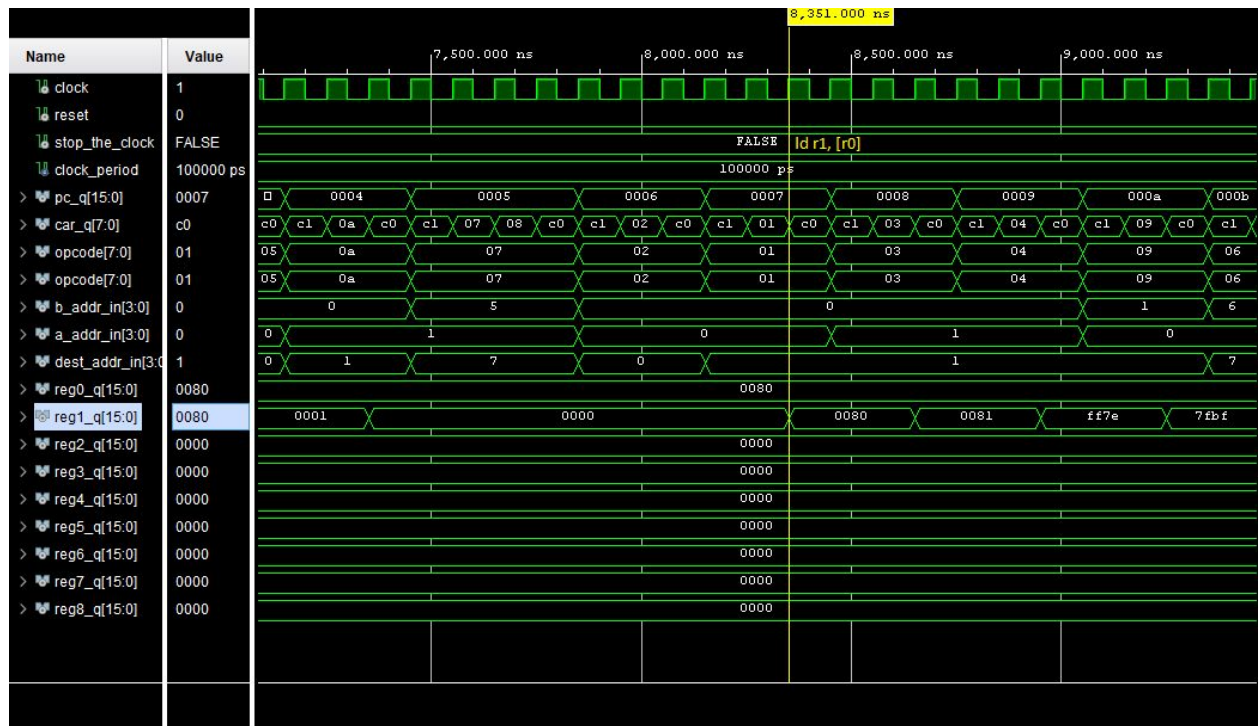 8,351.000 ns
Name Value 7,500.000 ns 8,000.000 ns 8,500.000 ns 9,000.000 ns
clock 1
reset 0
stop_the_clock FALSE FALSE ld r1, [r0]
clock_period 100000 ps 100000 ps
pc_q[15:0] 0007 0004 0005 0006 0007 0008 0009 000a 000b
car_q[7:0] c0 c0 c1 0a c0 c1 07 08 c0 c1 02 c0 c1 01 c0 c1 03 c0 c1 04 c0 c1 09 c0 c1
opcode[7:0] 01 05 0a 07 02 01 03 04 09 06
opcode[7:0] 01 05 0a 07 02 01 03 04 09 06
b_addr_in[3:0] 0 0 5 0 1 6
a_addr_in[3:0] 0 0 1 0 1 0
dest_addr_in[3:0 1 0 1 7 0 1 7
reg0_q[15:0] 0080 0080
reg1_q[15:0] 0080 0001 0000 0080 0081 ff7e 7fbf
reg2_q[15:0] 0000 0000
reg3_q[15:0] 0000 0000
reg4_q[15:0] 0000 0000
reg5_q[15:0] 0000 0000
reg6_q[15:0] 0000 0000
reg7_q[15:0] 0000 0000
reg8_q[15:0] 0000 0000